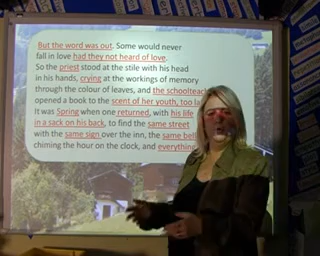 But the word was out. Some would never
fall in love had they not heard of love.
So the priest stood at the stile with his head
in his hands, crying at the workings of memory
through the colour of leaves, and the schoolteach
opened a book to the scent of her youth, too la
It was Spring when one returned, with his life
in a sack on his back, to find the same street
with the same sign over the inn, the same bell
chiming the hour on the clock, and everything